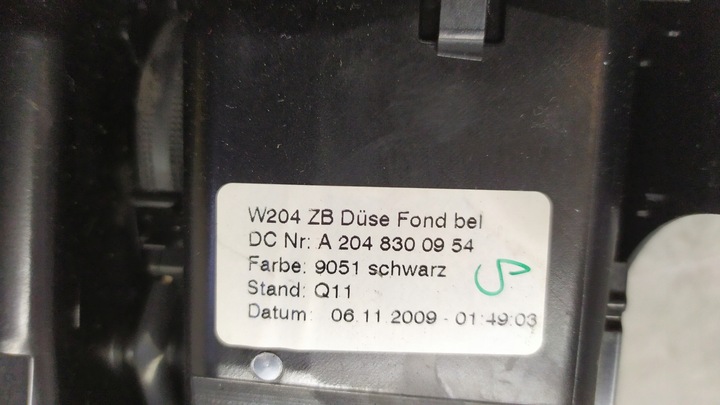 W204 ZB Düse Fond bel
DC Nr: A 204 830 09 54
Farbe: 9051 schwarz
Stand: Q11
Datum: 06.11.2009 - 01:49:03